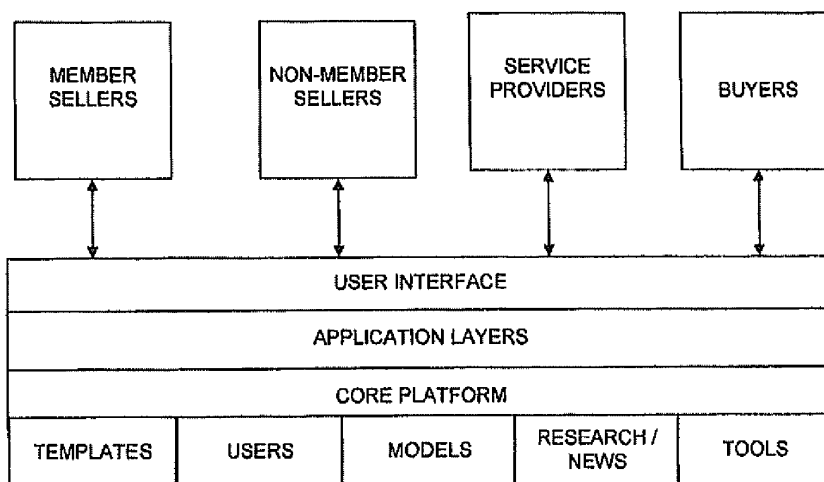 MEMBER
SELLERS
NON-MEMBER
SELLERS
SERVICE
PROVIDERS
BUYERS
USER INTERFACE
APPLICATION LAYERS
CORE PLATFORM
TEMPLATES
USERS
MODELS
RESEARCH /
NEWS
TOOLS